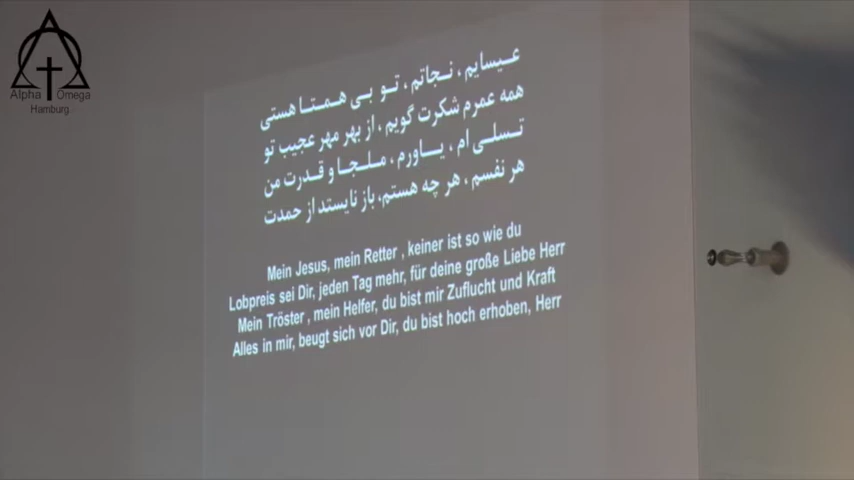 Alpha Omega
Hamburg
عیسایم ، نجاتم ، تو بی همتا هستی
همه عمرم شکرت گویم ، از بهر مهر عجیب تو
تسلی ام ، یاورم ، ملجا و قدرت من
هر نفسم ، هر چه هستم، باز نایستد از حمدت
Mein Jesus, mein Retter , keiner ist so wie du
Lobpreis sei Dir, jeden Tag mehr, für deine große Liebe Herr
Mein Tröster , mein Helfer, du bist mir Zuflucht und Kraft
Alles in mir, beugt sich vor Dir, du bist hoch erhoben, Herr